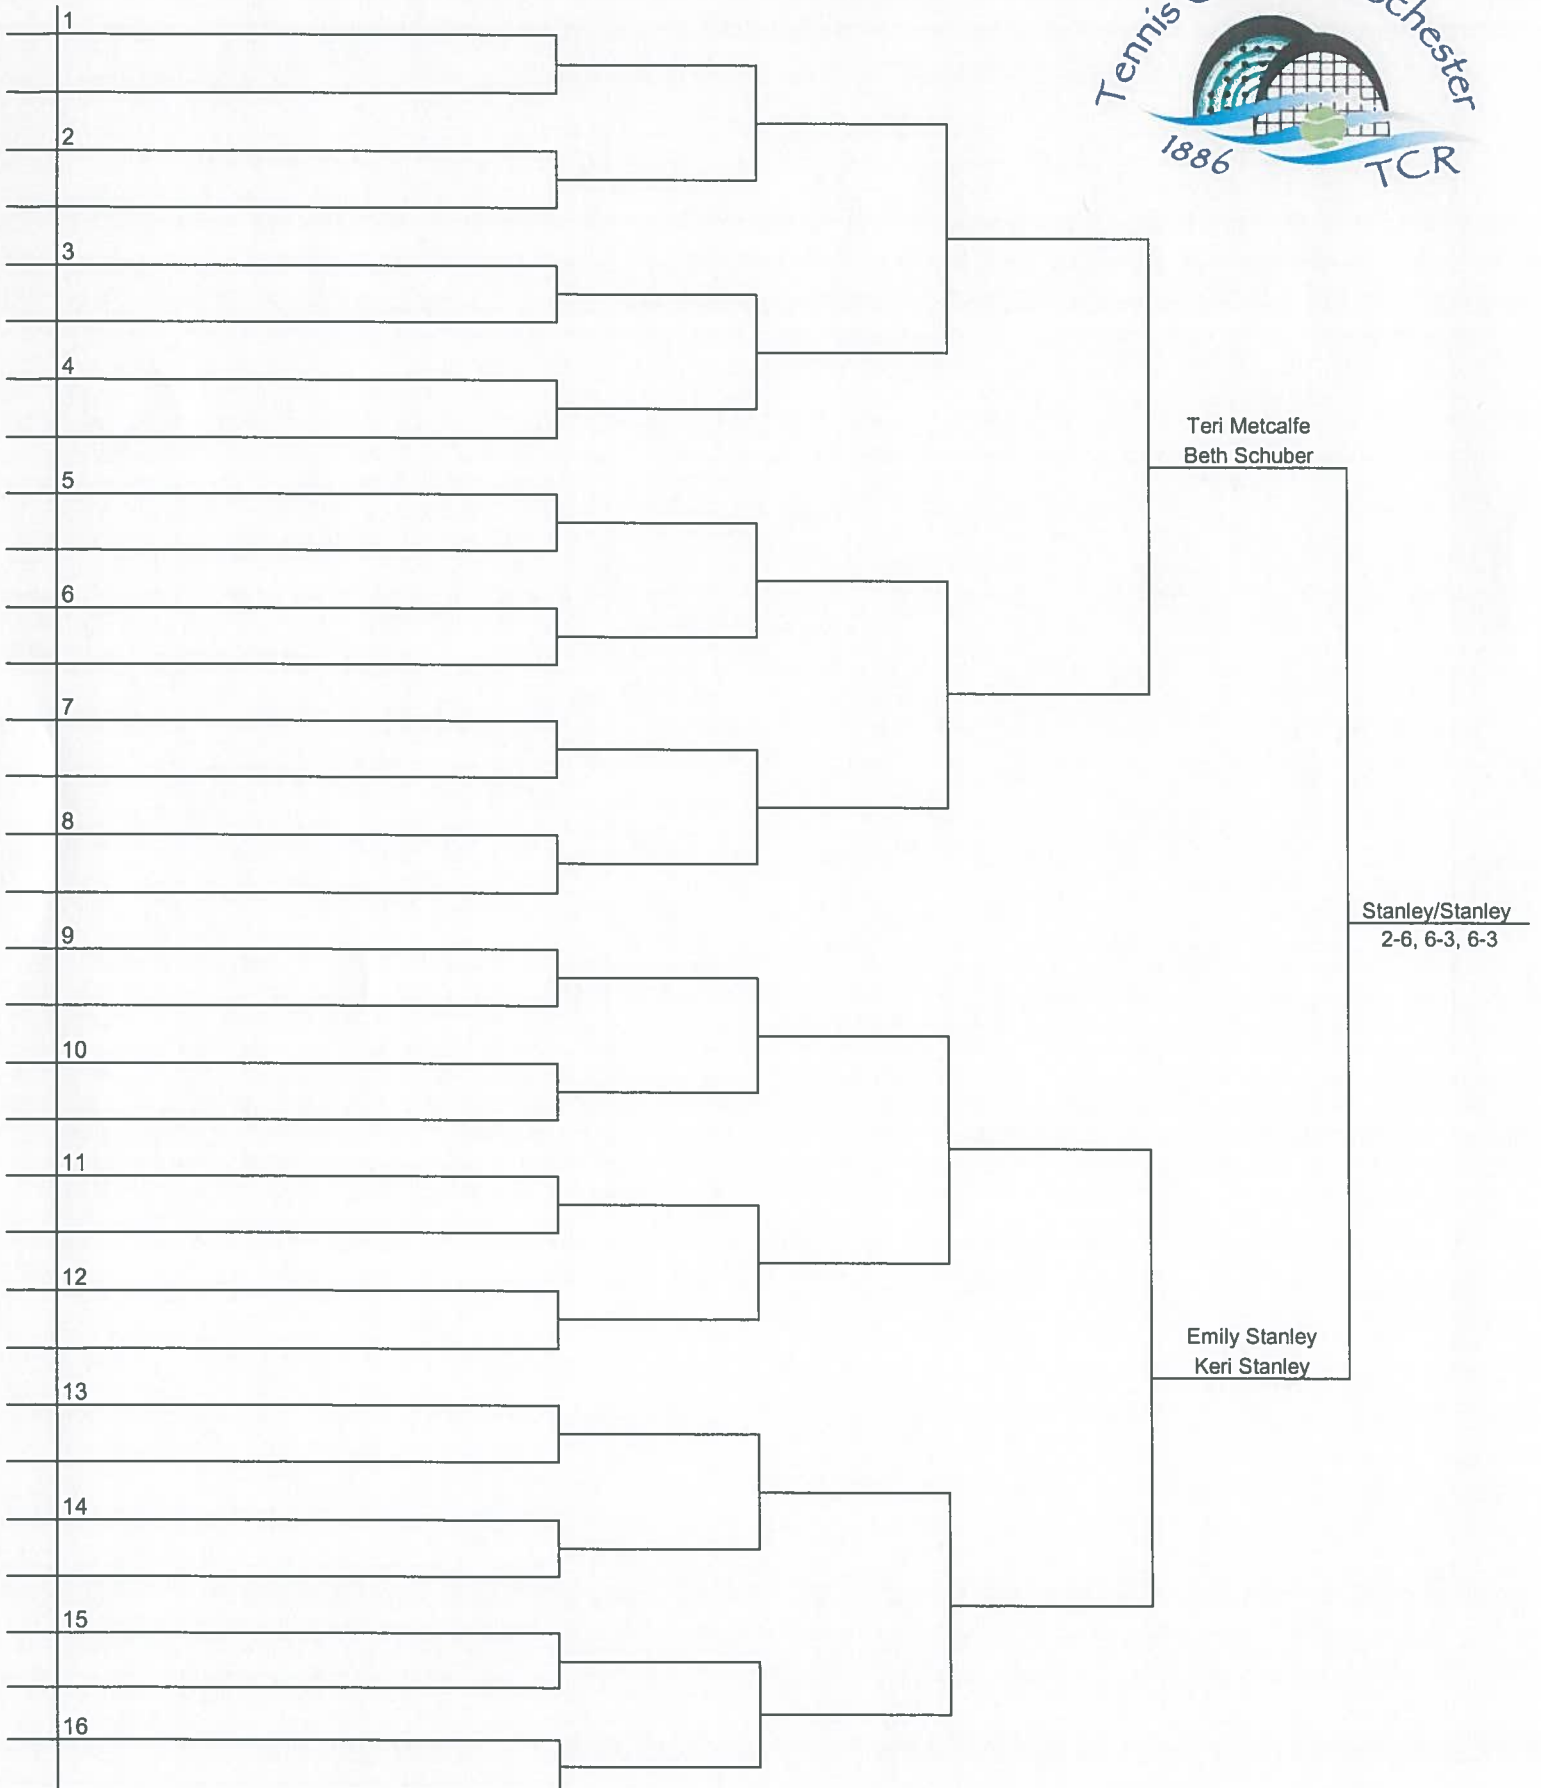 Tennis
chester
1886
TCR
1
2
3
4
Teri Metcalfe
Beth Schuber
5
6
7
8
Stanley/Stanley
2-6, 6-3, 6-3
9
10
11
12
Emily Stanley
Keri Stanley
13
14
15
16